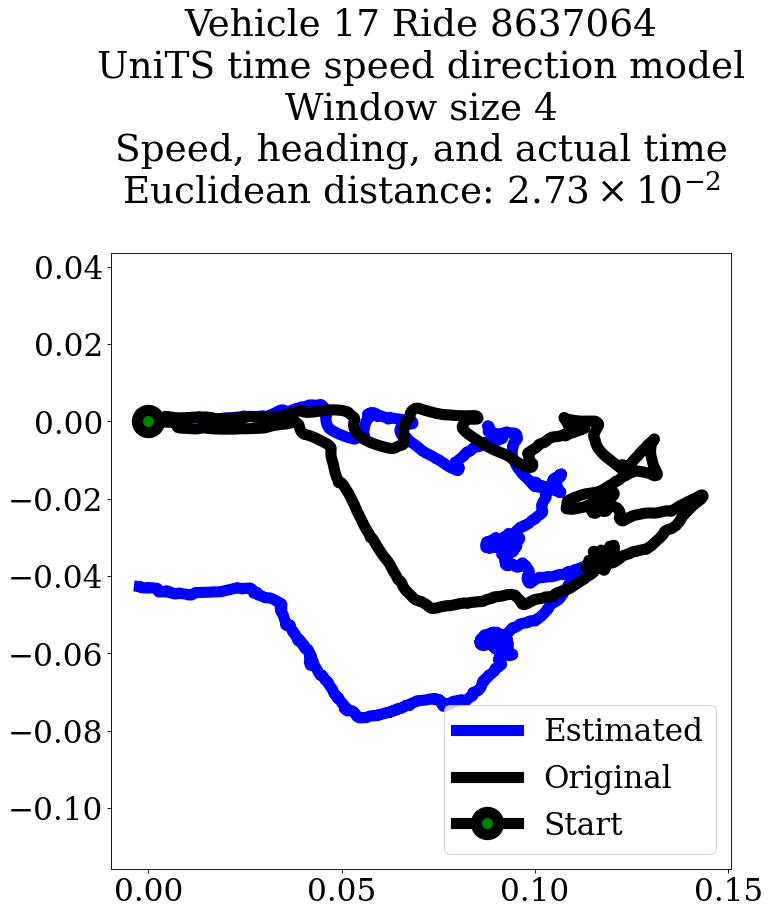 Vehicle 17 Ride 8637064
UniTS time speed direction model
Window size 4
Speed, heading, and actual time
Euclidean distance: 2.73 × 10⁻²
0.04
0.02
0.00
−0.02
−0.04
−0.06
−0.08
−0.10
Estimated
Original
Start
0.00 0.05 0.10 0.15